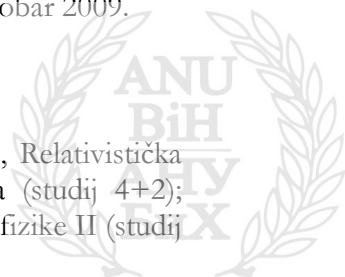 obar 2009.
ANU
BiH
АНУ
БиХ
, Relativistička
a (studij 4+2);
fizike II (studij